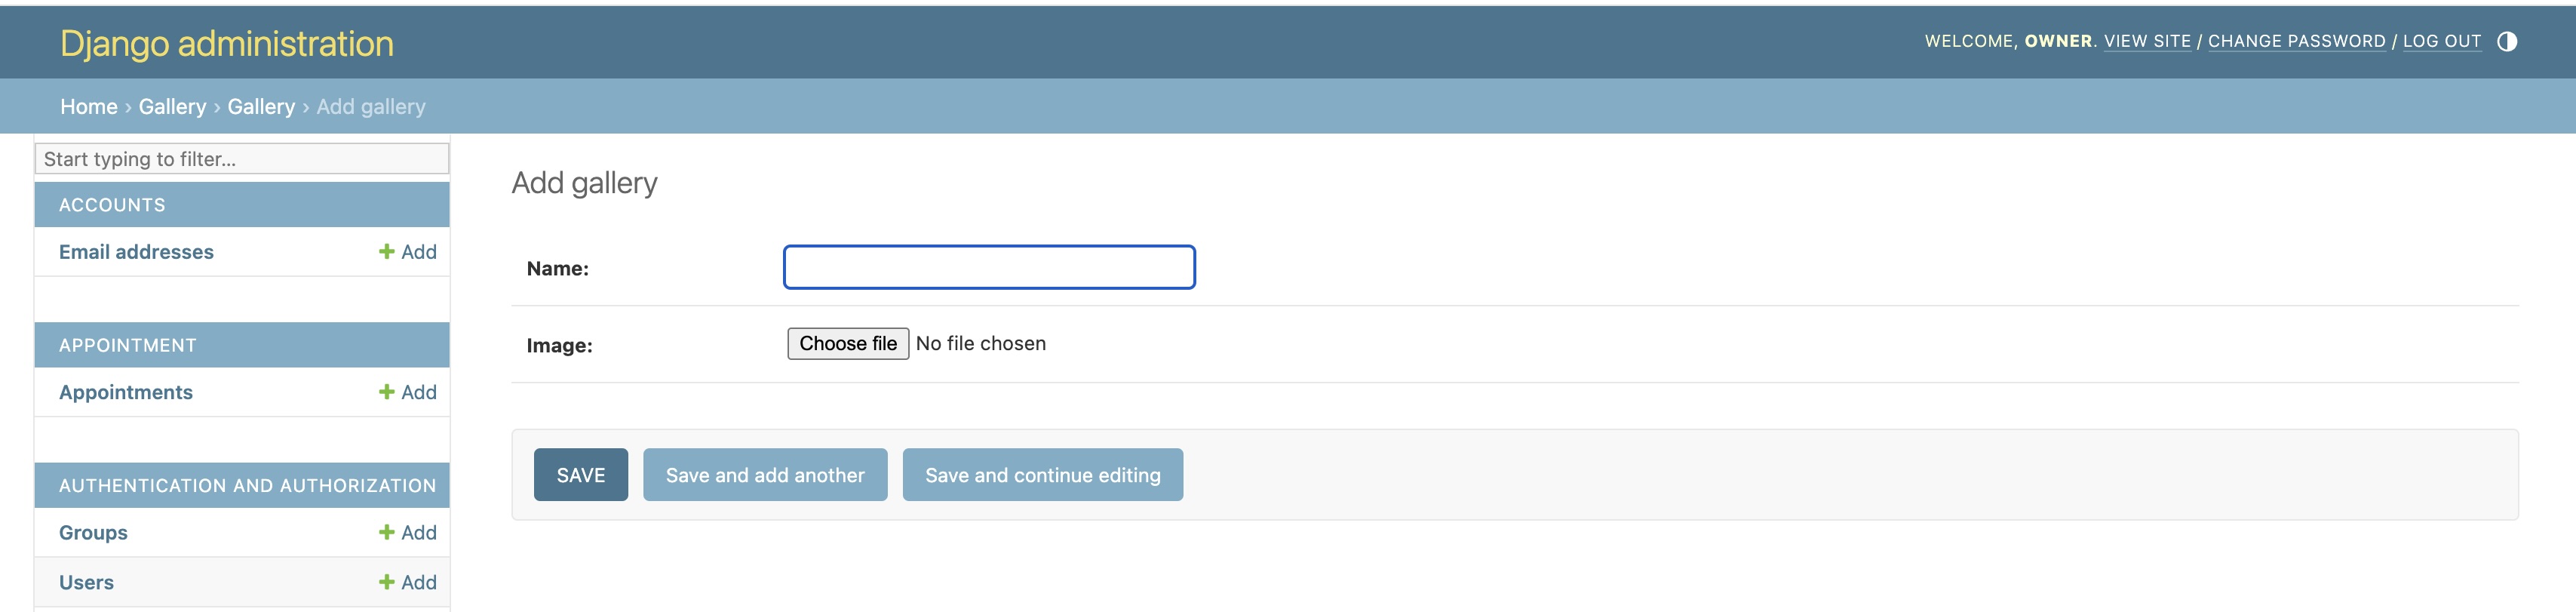 Django administration
WELCOME, OWNER. VIEW SITE / CHANGE PASSWORD / LOG OUT
Home › Gallery › Gallery › Add gallery
Start typing to filter...
ACCOUNTS
Email addresses + Add
APPOINTMENT
Appointments + Add
AUTHENTICATION AND AUTHORIZATION
Groups + Add
Users + Add
Add gallery
Name:
Image: Choose file No file chosen
SAVE Save and add another Save and continue editing